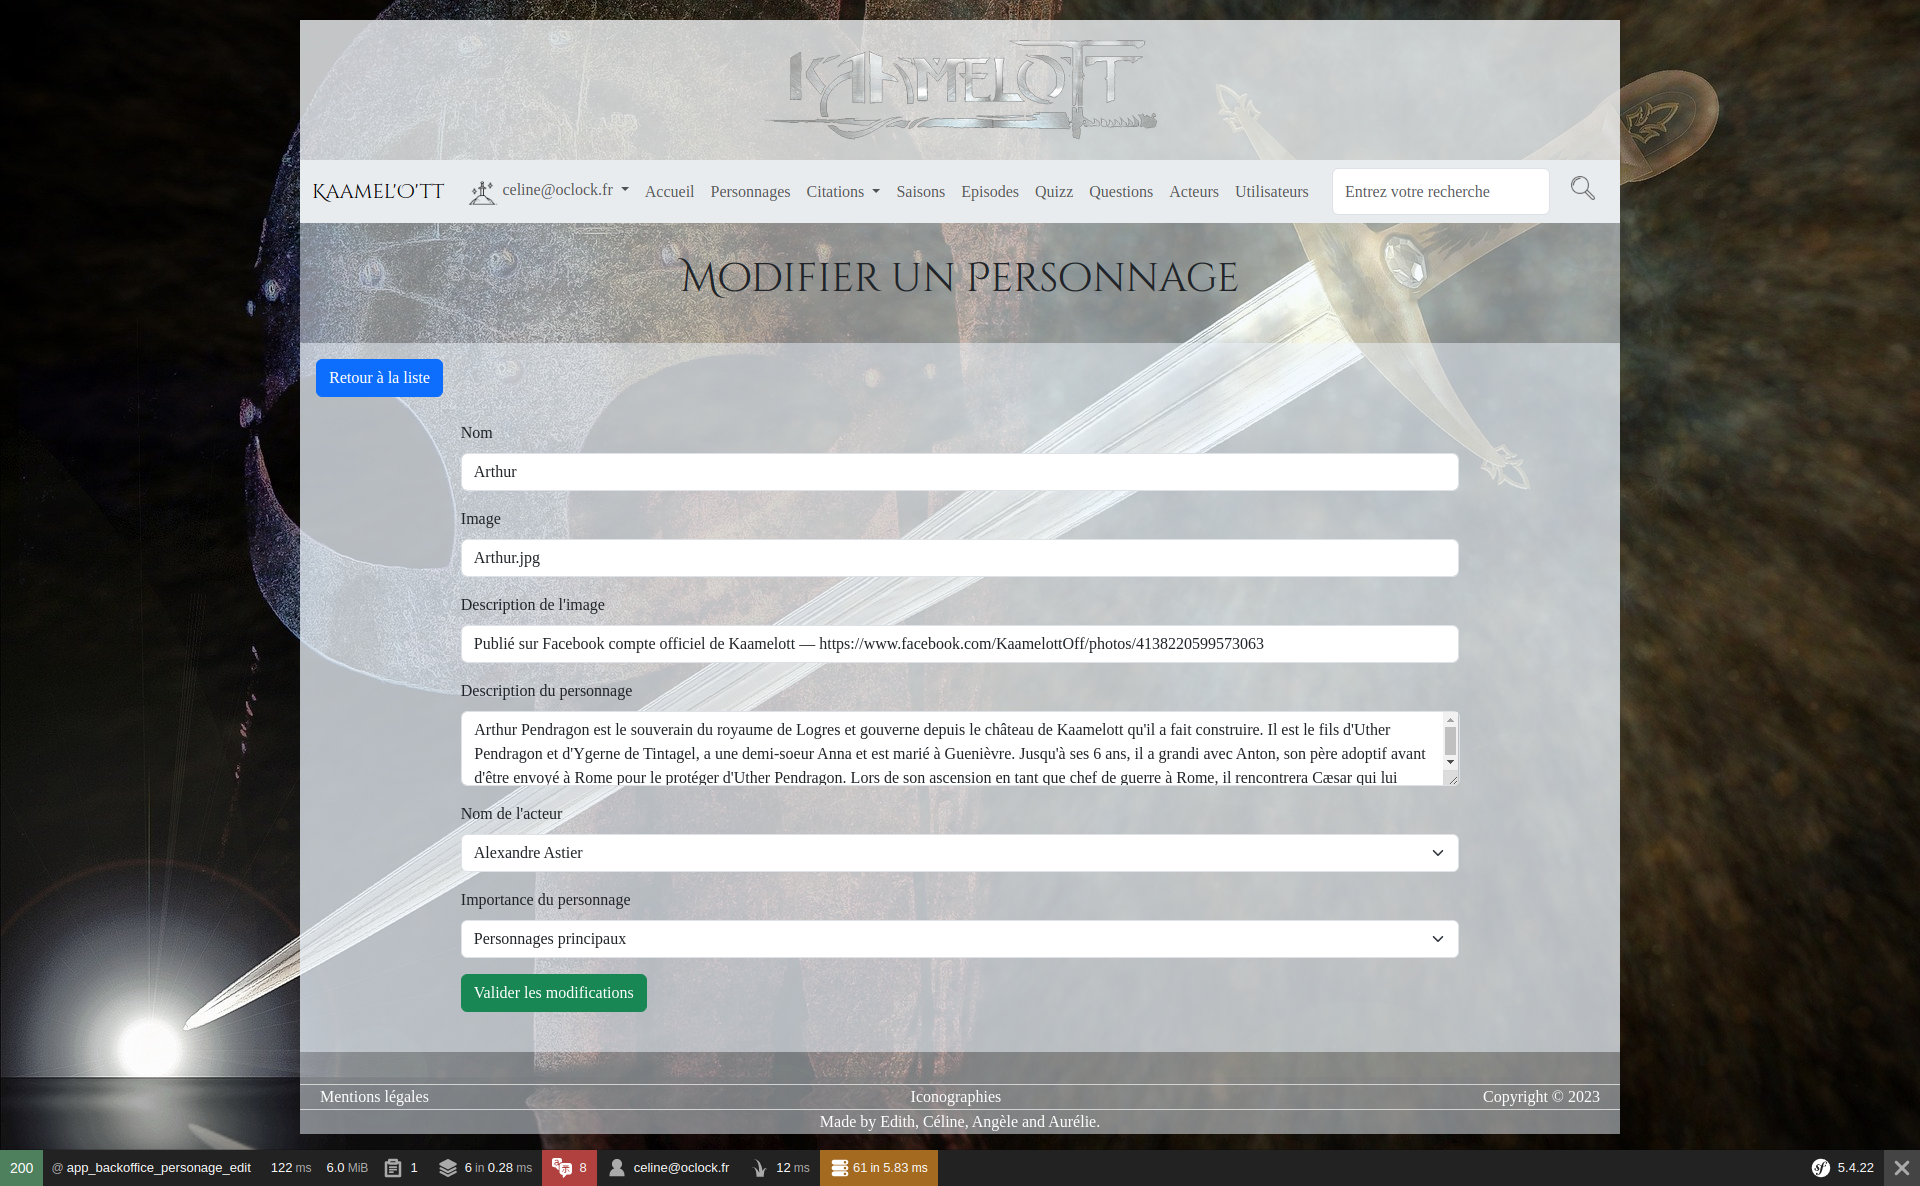 KAAMELOTT
KAAMEL'O'TT
celine@oclock.fr Accueil Personnages Citations Saisons Episodes Quizz Questions Acteurs Utilisateurs Entrez votre recherche
Modifier un personnage
Retour à la liste
Nom
Arthur
Image
Arthur.jpg
Description de l'image
Publié sur Facebook compte officiel de Kaamelott — https://www.facebook.com/KaamelottOff/photos/4138220599573063
Description du personnage
Arthur Pendragon est le souverain du royaume de Logres et gouverne depuis le château de Kaamelott qu'il a fait construire. Il est le fils d'Uther
Pendragon et d'Ygerne de Tintagel, a une demi-soeur Anna et est marié à Guenièvre. Jusqu'à ses 6 ans, il a grandi avec Anton, son père adoptif avant
d'être envoyé à Rome pour le protéger d'Uther Pendragon. Lors de son ascension en tant que chef de guerre à Rome, il rencontrera Cæsar qui lui
Nom de l'acteur
Alexandre Astier
Importance du personnage
Personnages principaux
Valider les modifications
Mentions légales Iconographies Copyright © 2023
Made by Edith, Céline, Angèle and Aurélie.
200 @ app_backoffice_personage_edit 122 ms 6.0 MiB 1 6 in 0.28 ms 8 celine@oclock.fr 12 ms 61 in 5.83 ms sf 5.4.22